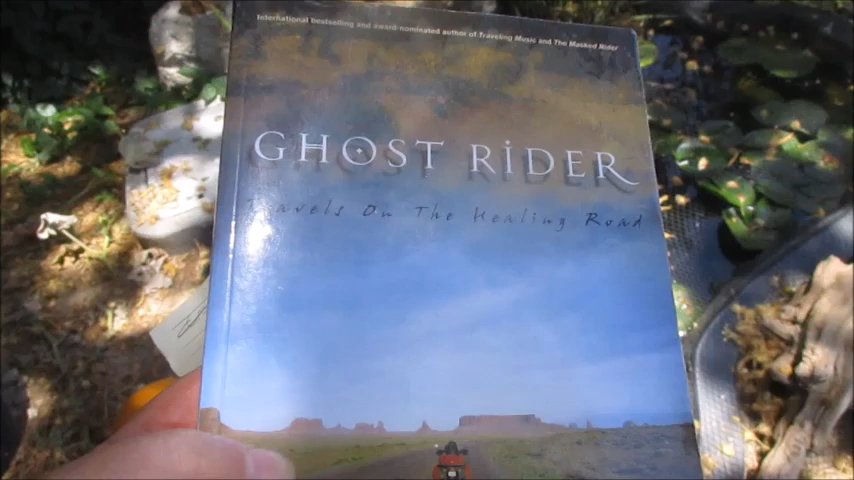 International bestselling and award-nominated author of Traveling Music and The Masked Rider
GHOST RIDER
Travels On The Healing Road